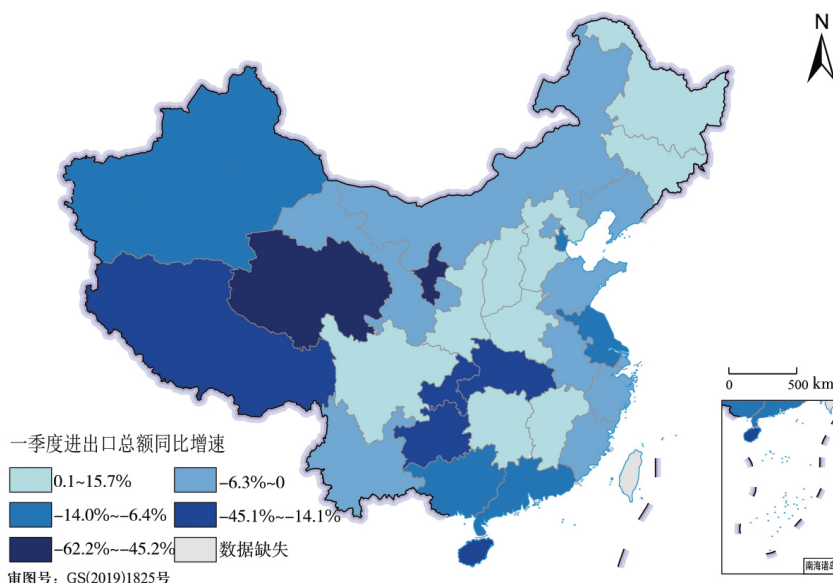 N
0 500 km
一季度进出口总额同比增速
0.1~15.7% -6.3%~0
-14.0%~-6.4% -45.1%~-14.1%
-62.2%~-45.2% 数据缺失
审图号：GS(2019)1825号
南海诸岛